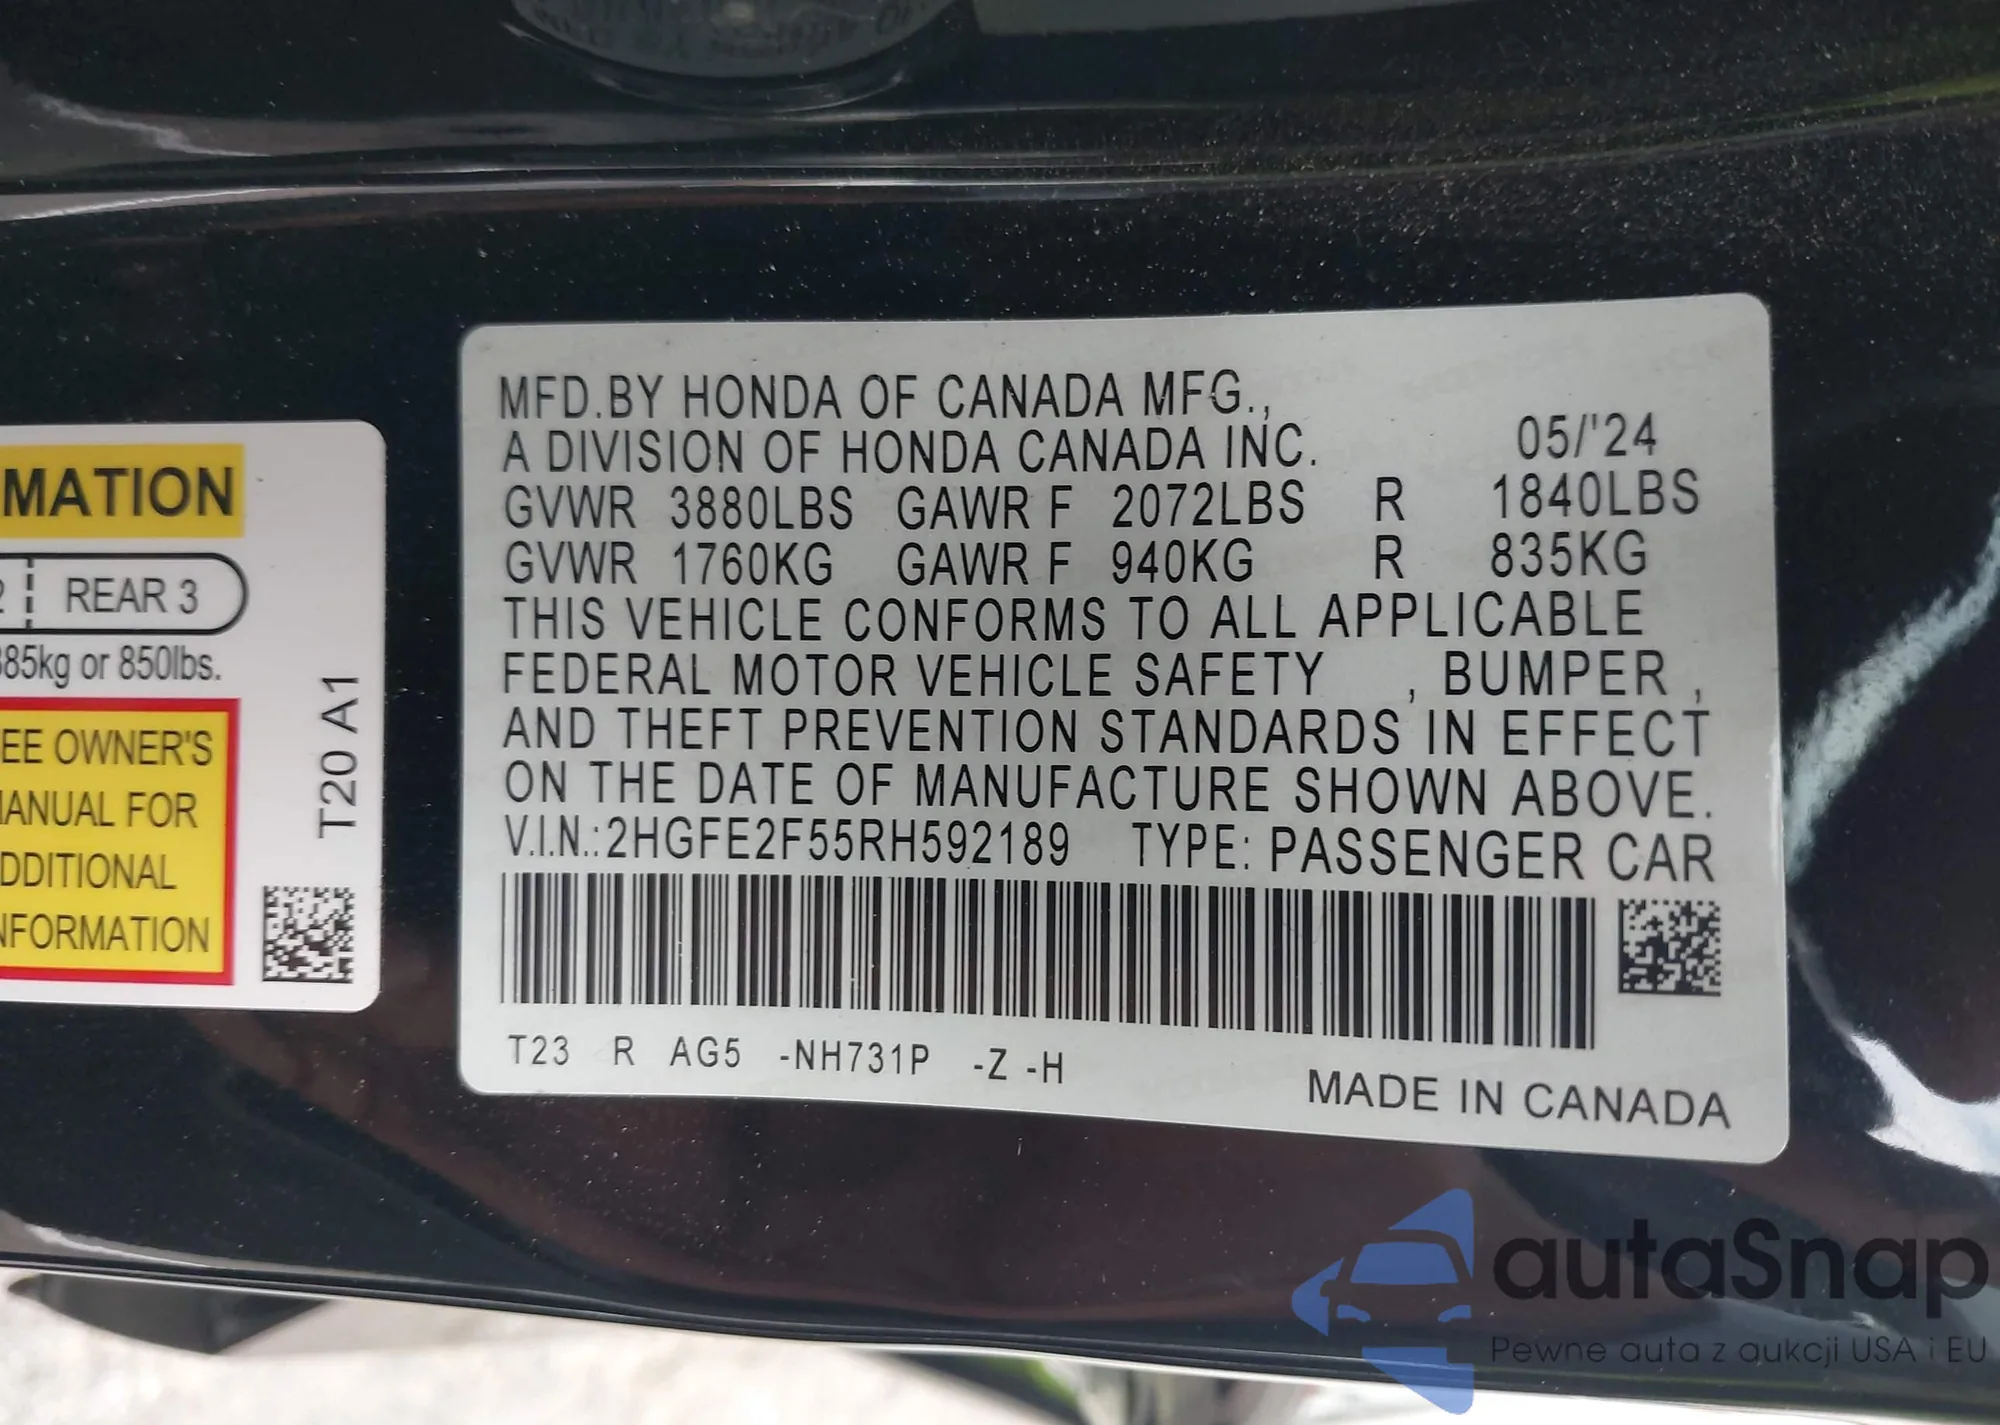 MATION
2 REAR 3
385kg or 850lbs.
EE OWNER'S
ANUAL FOR
DDITIONAL
NFORMATION
T20 A1
MFD.BY HONDA OF CANADA MFG.,
A DIVISION OF HONDA CANADA INC. 05/'24
GVWR 3880LBS GAWR F 2072LBS R 1840LBS
GVWR 1760KG GAWR F 940KG R 835KG
THIS VEHICLE CONFORMS TO ALL APPLICABLE
FEDERAL MOTOR VEHICLE SAFETY , BUMPER ,
AND THEFT PREVENTION STANDARDS IN EFFECT
ON THE DATE OF MANUFACTURE SHOWN ABOVE.
V.I.N.:2HGFE2F55RH592189 TYPE: PASSENGER CAR
T23 R AG5 -NH731P -Z -H
MADE IN CANADA
autaSnap
Pewne auta z aukcji USA i EU